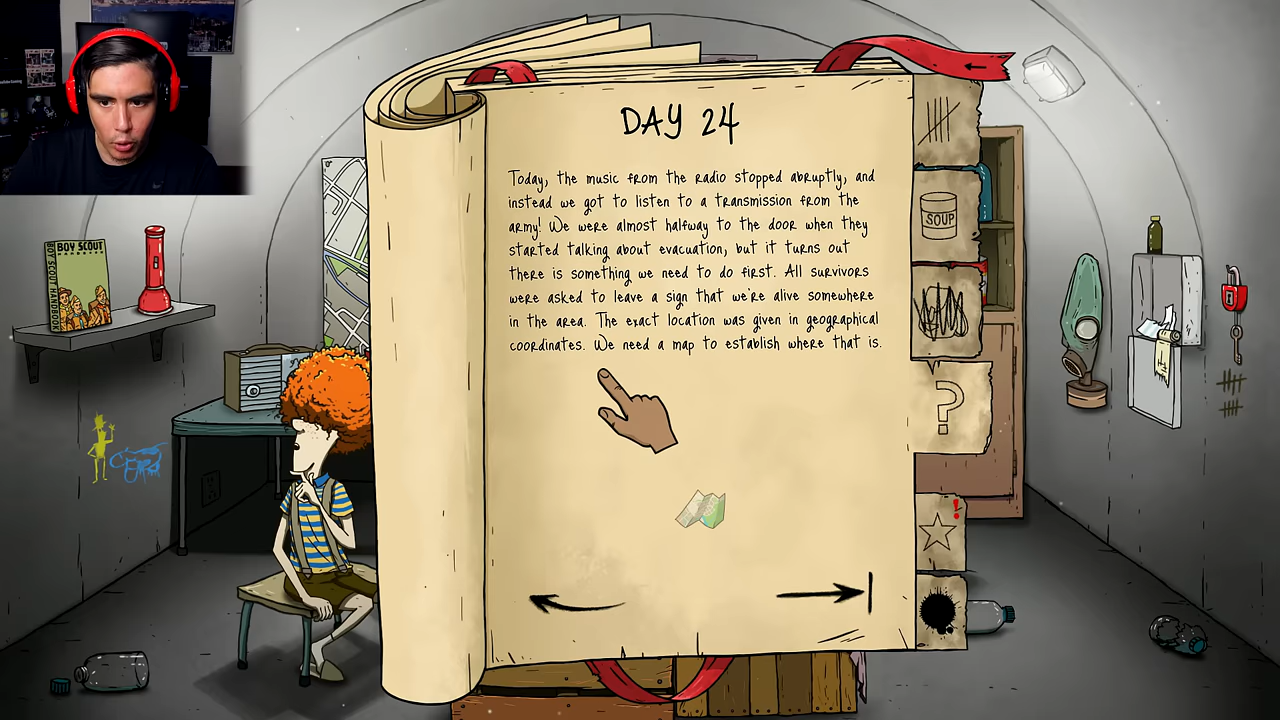 DAY 24
Today, the music from the radio stopped abruptly, and
instead we got to listen to a transmission from the
army! We were almost halfway to the door when they
started talking about evacuation, but it turns out
there is something we need to do first. All survivors
were asked to leave a sign that we're alive somewhere
in the area. The exact location was given in geographical
coordinates. We need a map to establish where that is.
SOUP
?
!
BOY SCOUT
BOY SCOUT HANDBOOK